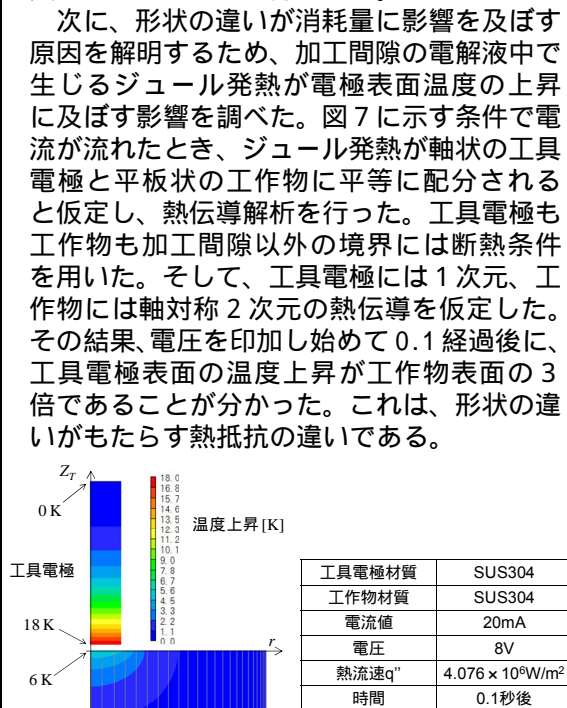 次に、形状の違いが消耗量に影響を及ぼす
原因を解明するため、加工間隙の電解液中で
生じるジュール発熱が電極表面温度の上昇
に及ぼす影響を調べた。図７に示す条件で電
流が流れたとき、ジュール発熱が軸状の工具
電極と平板状の工作物に平等に配分される
と仮定し、熱伝導解析を行った。工具電極も
工作物も加工間隙以外の境界には断熱条件
を用いた。そして、工具電極には１次元、工
作物には軸対称２次元の熱伝導を仮定した。
その結果、電圧を印加し始めて 0.1 経過後に、
工具電極表面の温度上昇が工作物表面の３
倍であることが分かった。これは、形状の違
いがもたらす熱抵抗の違いである。
Z_T
0 K
工具電極
18 K
6 K
r
18.0
16.8
15.7
14.6
13.5
12.3
11.2
10.1
9.0
7.8
6.7
5.6
4.5
3.3
2.2
1.1
0.0
温度上昇 [K]
工具電極材質 SUS304
工作物材質 SUS304
電流値 20mA
電圧 8V
熱流速q'' 4.076 × 10⁶W/m²
時間 0.1秒後